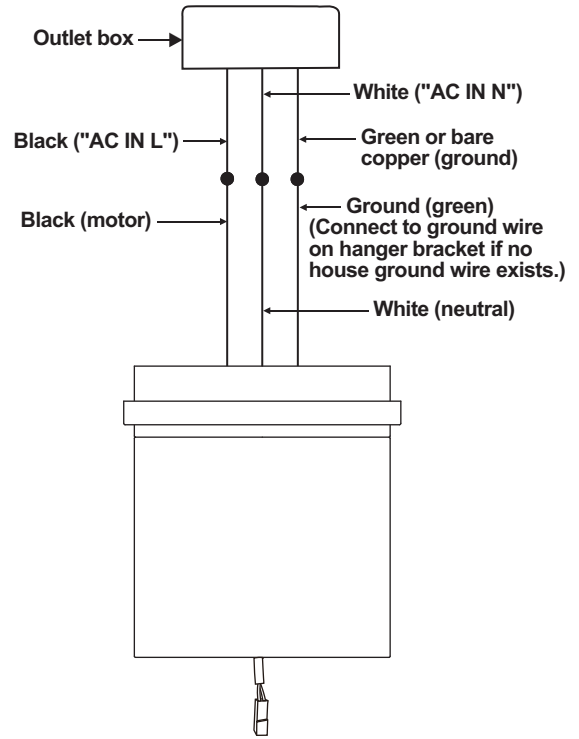 Outlet box
White ("AC IN N")
Black ("AC IN L")
Green or bare
copper (ground)
Black (motor)
Ground (green)
(Connect to ground wire
on hanger bracket if no
house ground wire exists.)
White (neutral)